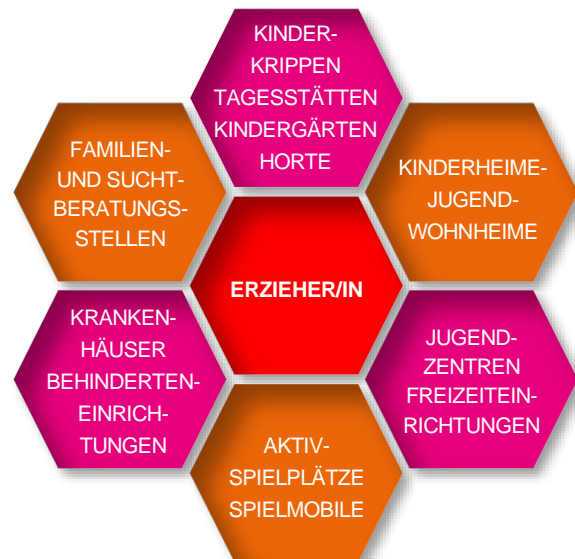 KINDER-
KRIPPEN
TAGESSTÄTTEN
KINDERGÄRTEN
HORTE
FAMILIEN-
UND SUCHT-
BERATUNGS-
STELLEN
KINDERHEIME-
JUGEND-
WOHNHEIME
ERZIEHER/IN
KRANKEN-
HÄUSER
BEHINDERTEN-
EINRICH-
TUNGEN
JUGEND-
ZENTREN
FREIZEITEIN-
RICHTUNGEN
AKTIV-
SPIELPLÄTZE
SPIELMOBILE